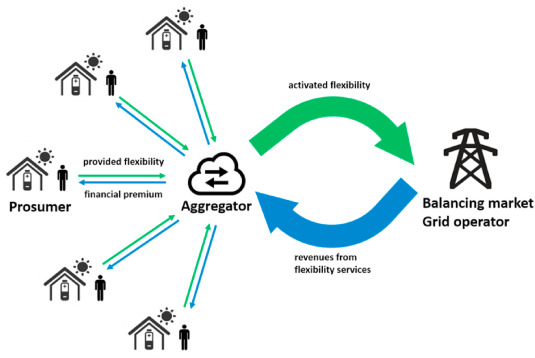 activated flexibility
provided flexibility
financial premium
Prosumer
Aggregator
Balancing market
Grid operator
revenues from
flexibility services